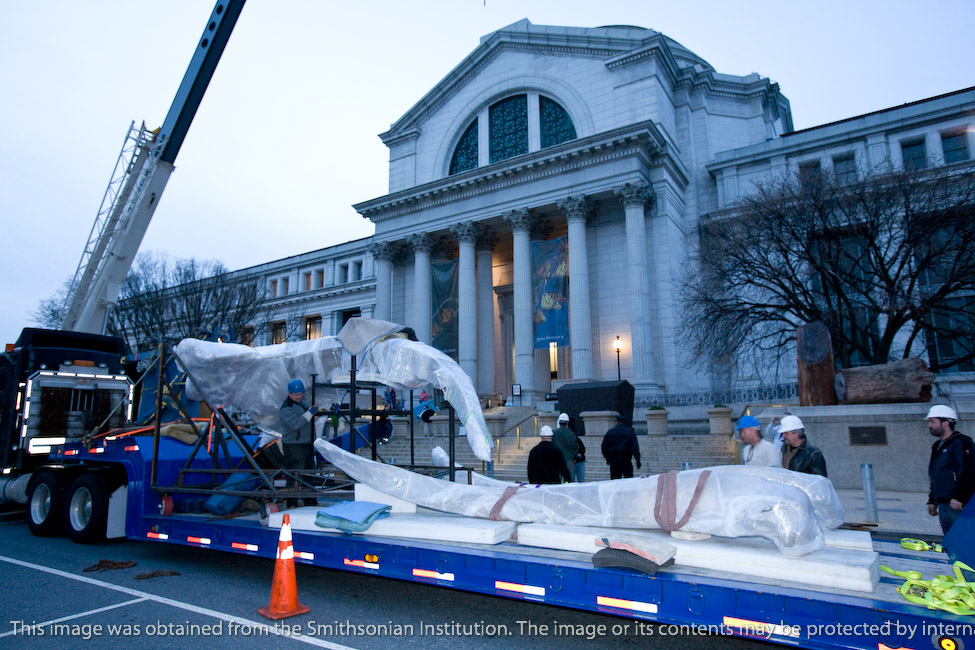 This image was obtained from the Smithsonian Institution. The image or its contents may be protected by intern